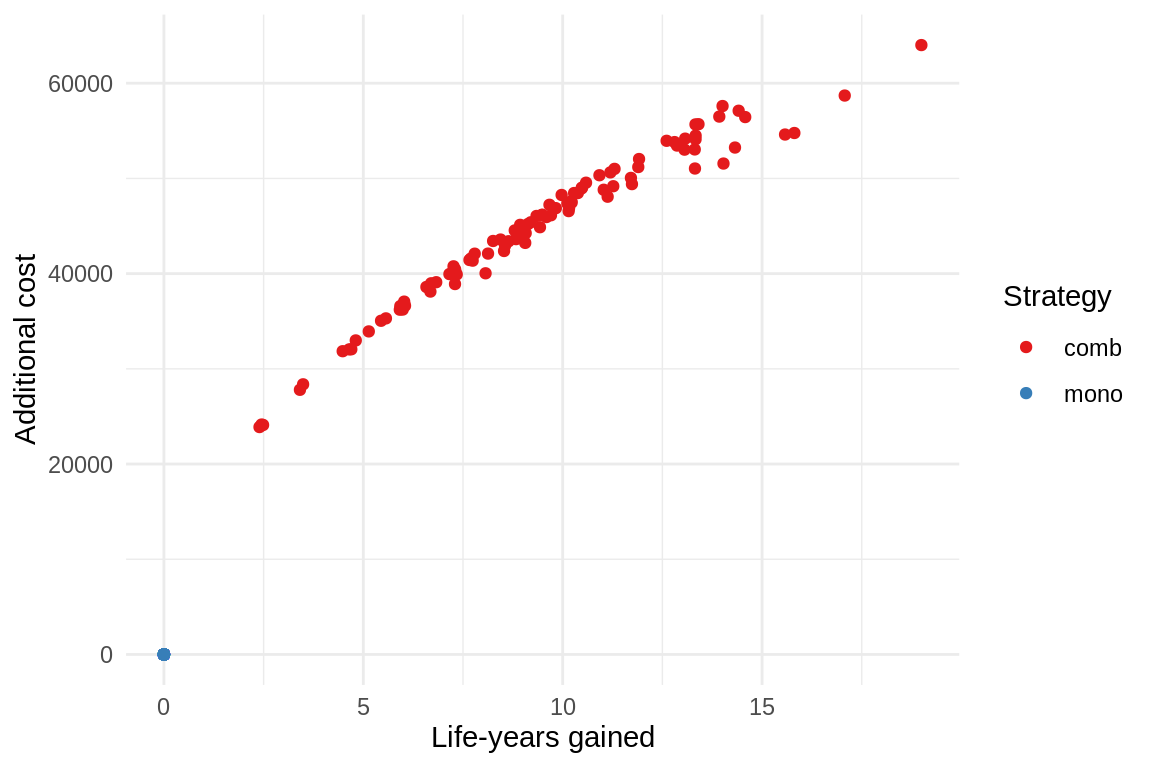 60000
40000
20000
0
0 5 10 15
Additional cost
Life-years gained
Strategy
comb
mono